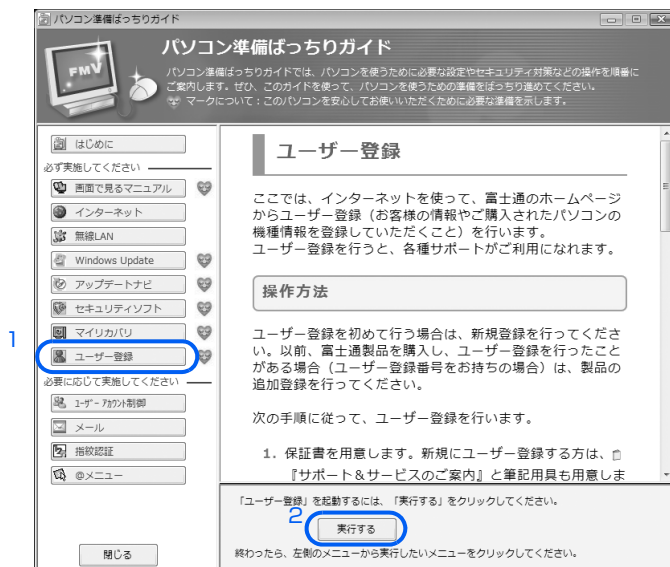 パソコン準備ばっちりガイド
FMV
パソコン準備ばっちりガイド
パソコン準備ばっちりガイドでは、パソコンを使うために必要な設定やセキュリティ対策などの操作を順番に
ご案内します。ぜひ、このガイドを使って、パソコンを使うための準備をばっちり進めてください。
マークについて：このパソコンを安心してお使いいただくために必要な準備を示します。
はじめに
必ず実施してください
画面で見るマニュアル
インターネット
無線LAN
Windows Update
アップデートナビ
セキュリティソフト
マイリカバリ
1
ユーザー登録
必要に応じて実施してください
ユーザーアカウント制御
メール
指紋認証
@メニュー
閉じる
ユーザー登録
ここでは、インターネットを使って、富士通のホームページ
からユーザー登録（お客様の情報やご購入されたパソコンの
機種情報を登録していただくこと）を行います。
ユーザー登録を行うと、各種サポートがご利用になれます。
操作方法
ユーザー登録を初めて行う場合は、新規登録を行ってくださ
い。以前、富士通製品を購入し、ユーザー登録を行ったこと
がある場合（ユーザー登録番号をお持ちの場合）は、製品の
追加登録を行ってください。
次の手順に従って、ユーザー登録を行います。
1. 保証書を用意します。新規にユーザー登録する方は、
『サポート＆サービスのご案内』と筆記用具も用意しま
「ユーザー登録」を起動するには、「実行する」をクリックしてください。
2
実行する
終わったら、左側のメニューから実行したいメニューをクリックしてください。